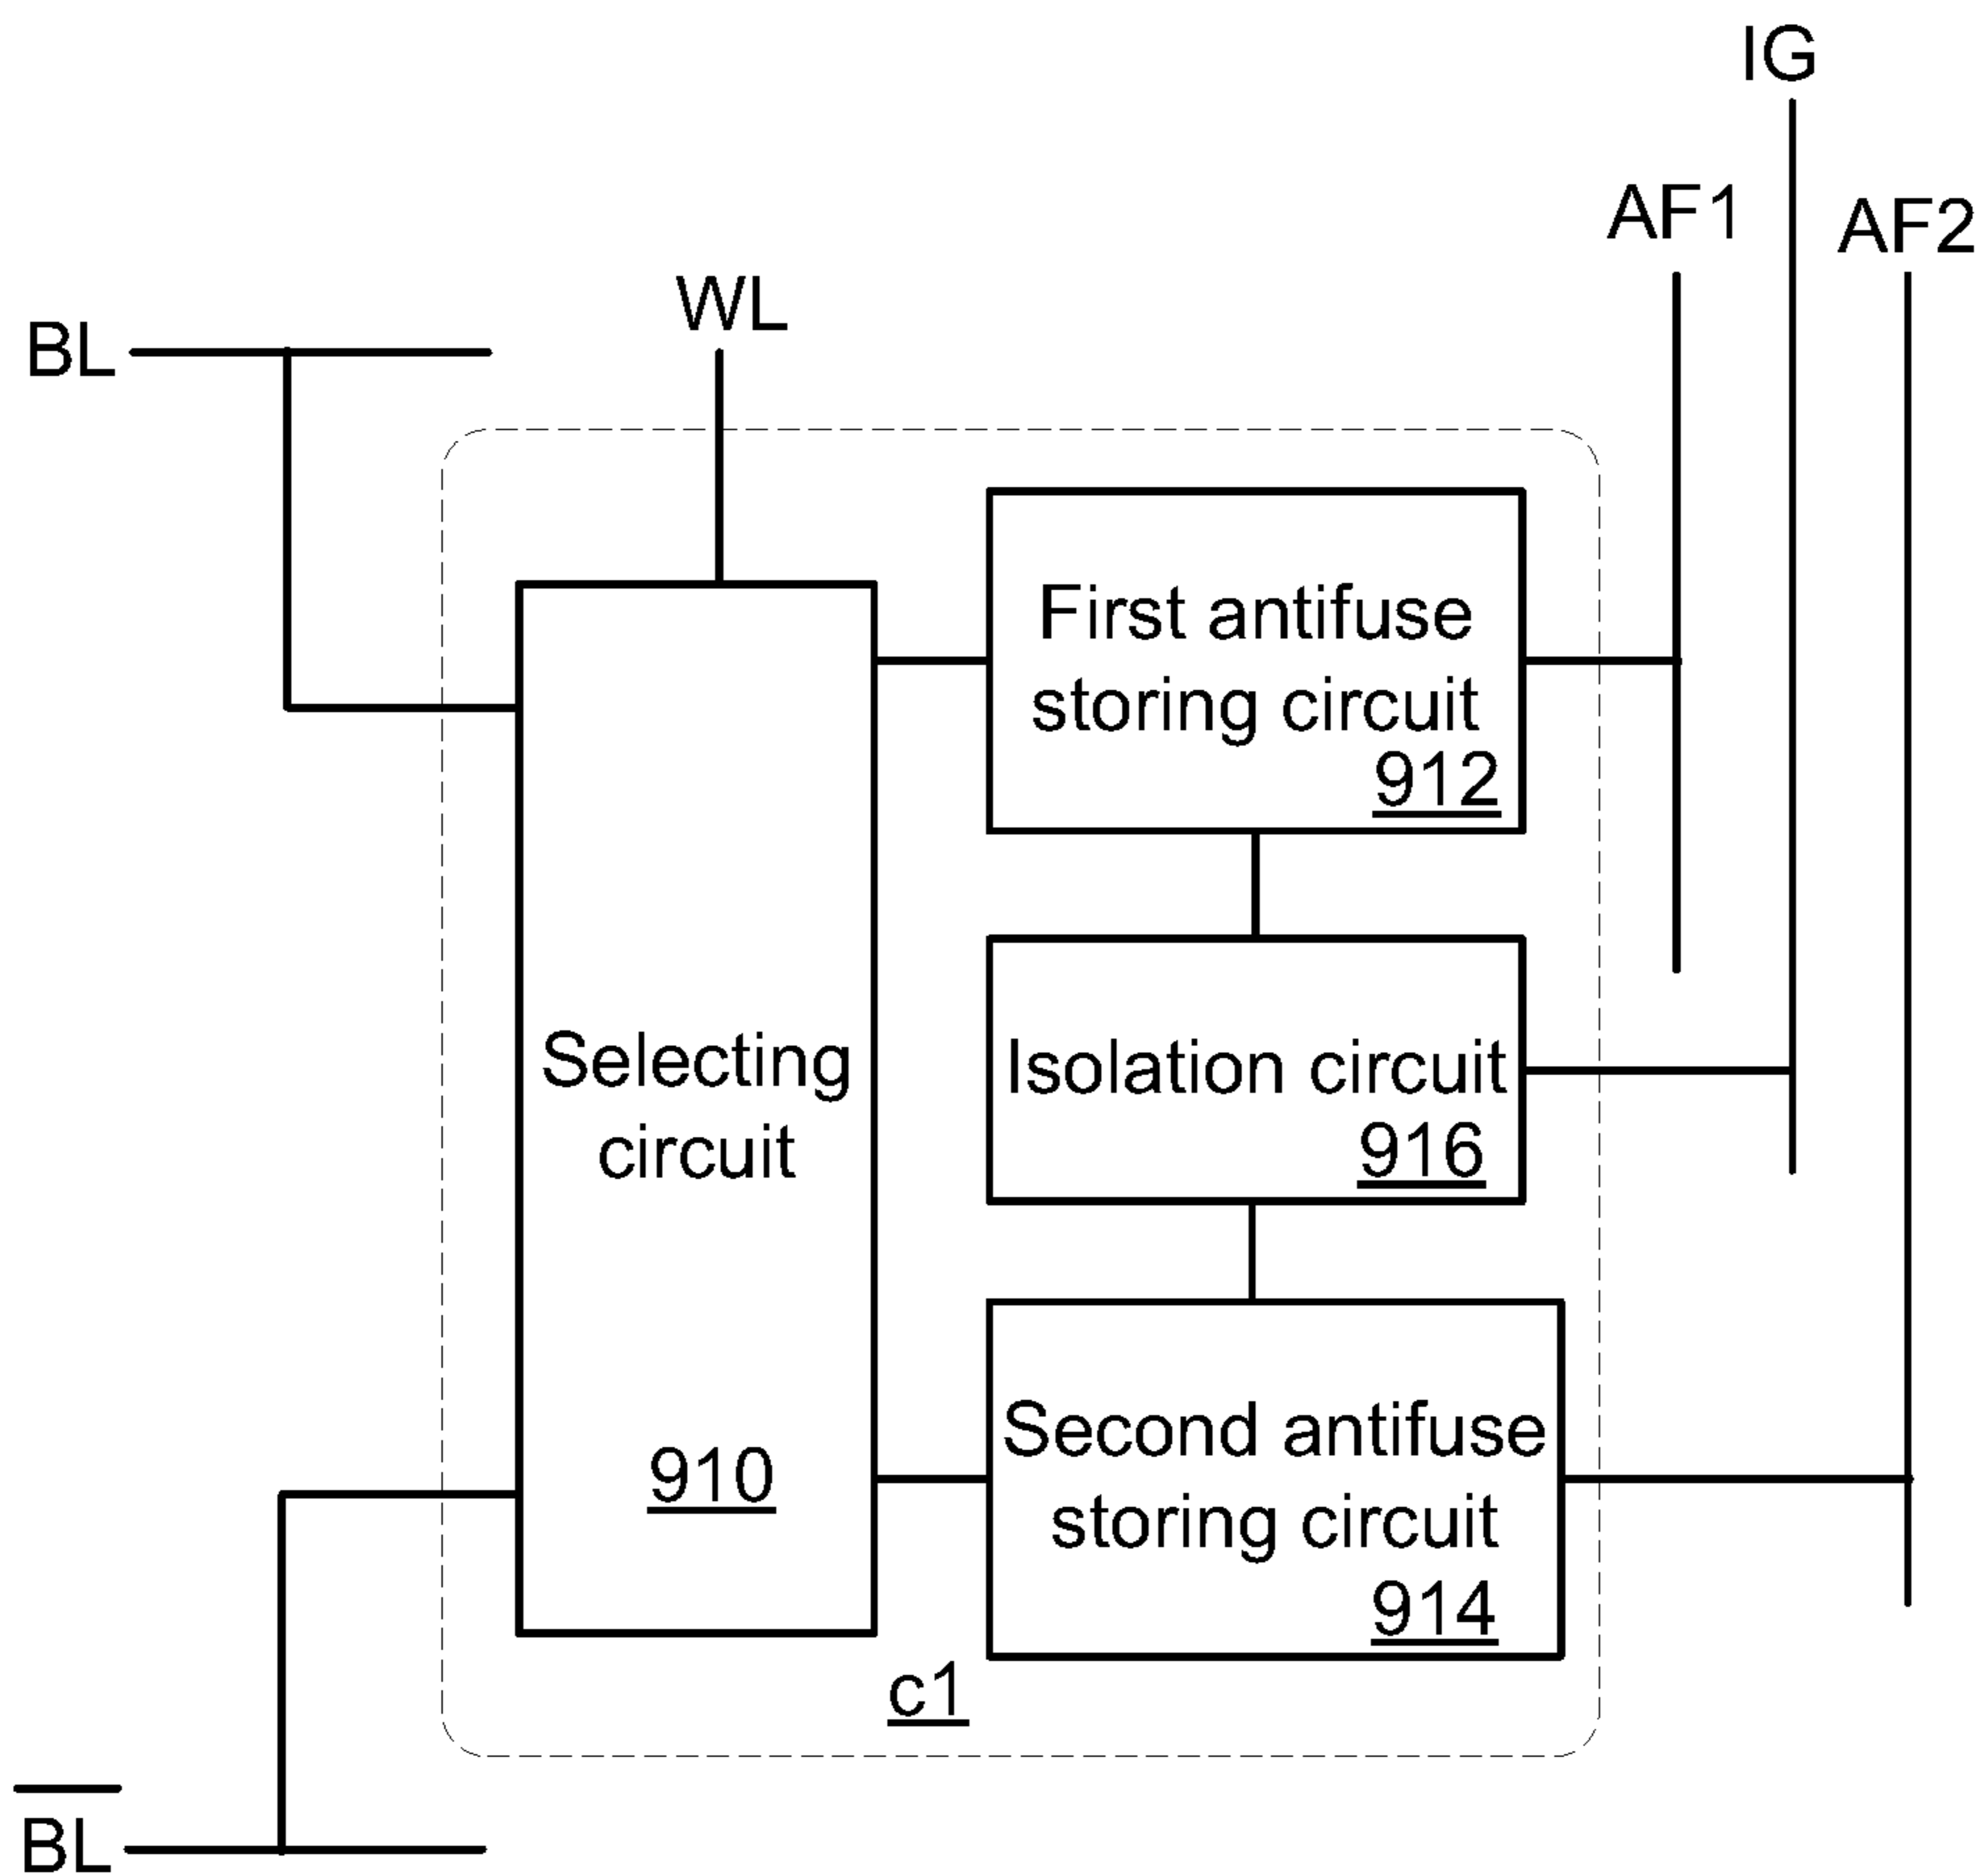 IG
AF1
AF2
WL
BL
First antifuse
storing circuit
912
Selecting
circuit
910
Isolation circuit
916
Second antifuse
storing circuit
914
c1
B̅L̅